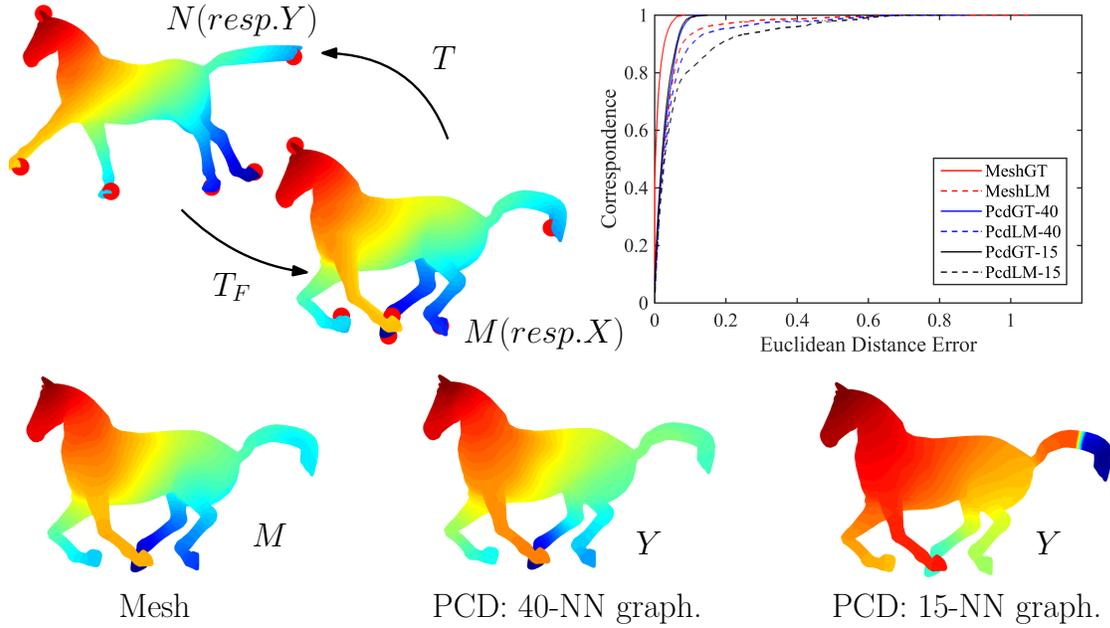 N(resp.Y)
T
T_F
M(resp.X)
1
0.8
0.6
0.4
0.2
0
Correspondence
MeshGT
MeshLM
PcdGT-40
PcdLM-40
PcdGT-15
PcdLM-15
0 0.2 0.4 0.6 0.8 1
Euclidean Distance Error
M
Y
Y
Mesh
PCD: 40-NN graph.
PCD: 15-NN graph.